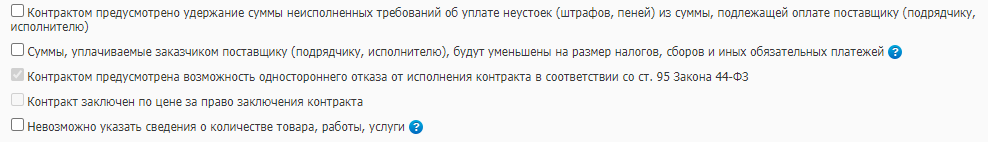 Контрактом предусмотрено удержание суммы неисполненных требований об уплате неустоек (штрафов, пеней) из суммы, подлежащей оплате поставщику (подрядчику,
исполнителю)
Суммы, уплачиваемые заказчиком поставщику (подрядчику, исполнителю), будут уменьшены на размер налогов, сборов и иных обязательных платежей ?
Контрактом предусмотрена возможность одностороннего отказа от исполнения контракта в соответствии со ст. 95 Закона 44-ФЗ
Контракт заключен по цене за право заключения контракта
Невозможно указать сведения о количестве товара, работы, услуги ?